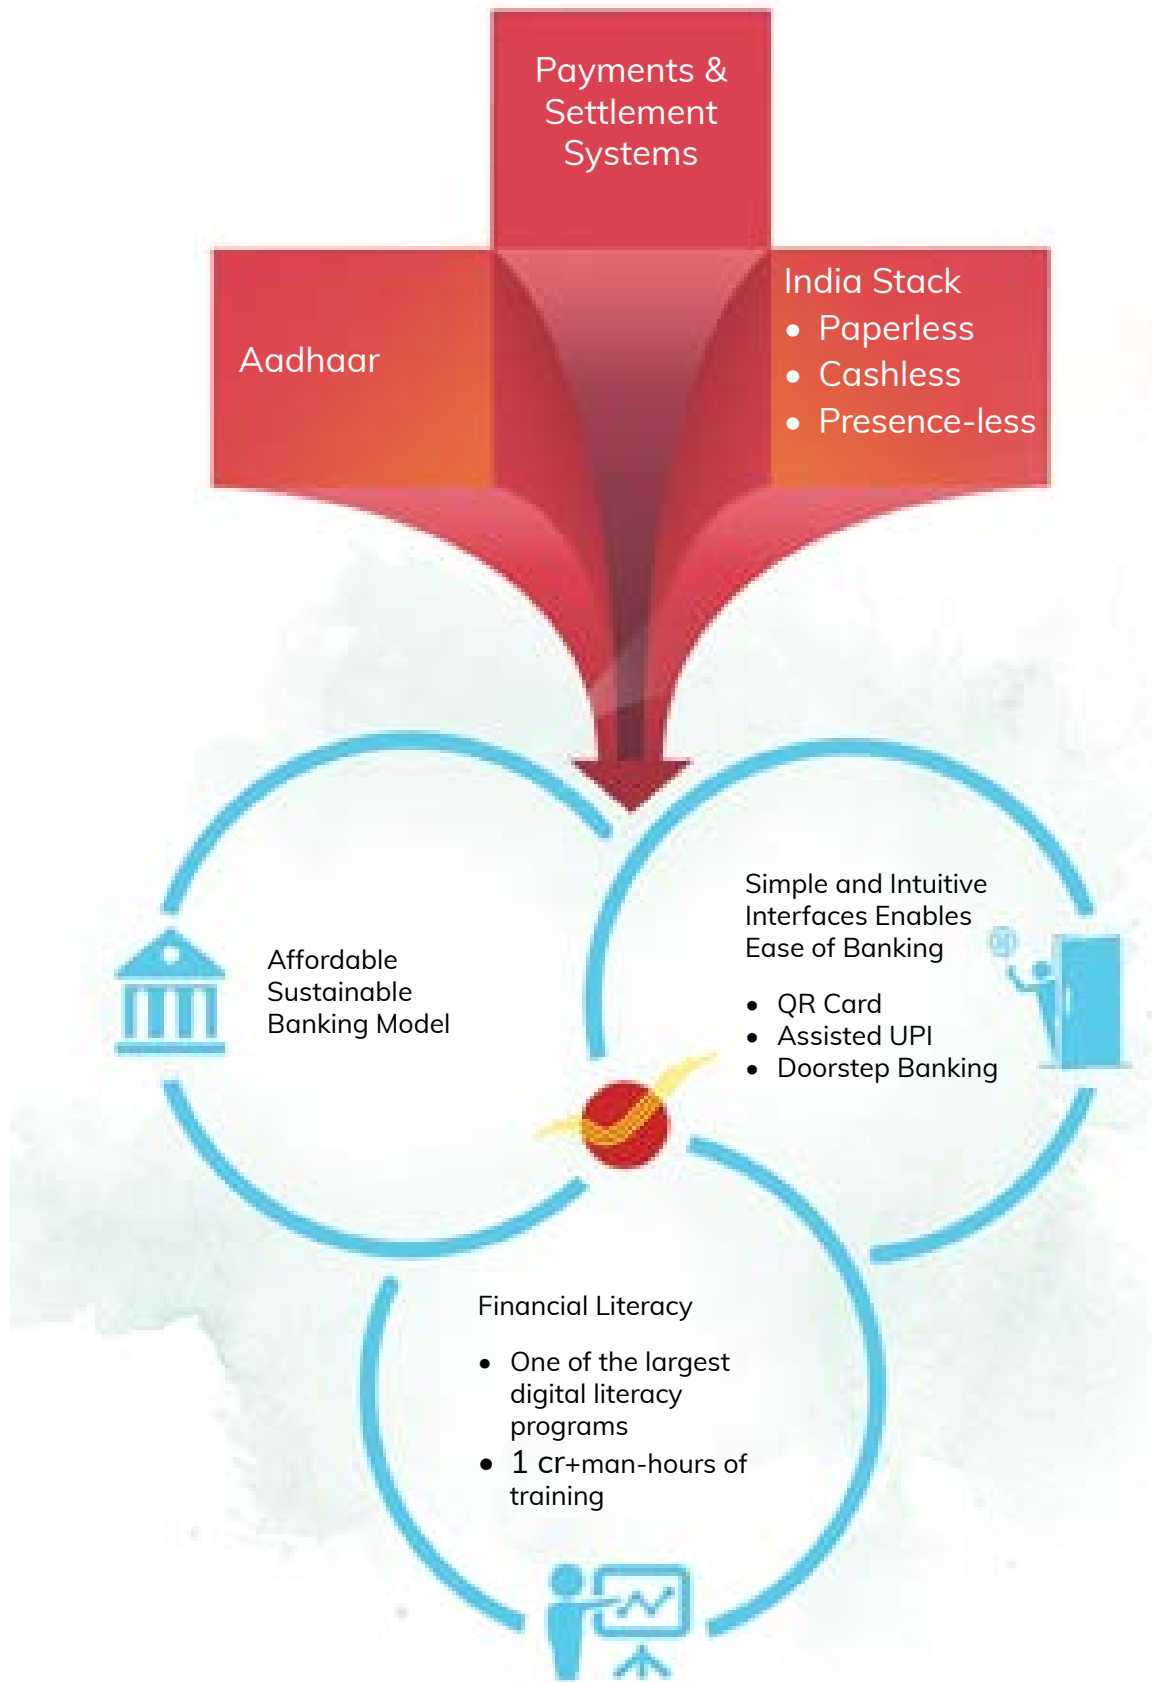 Payments &
Settlement
Systems
Aadhaar
India Stack
• Paperless
• Cashless
• Presence-less
Affordable
Sustainable
Banking Model
Simple and Intuitive
Interfaces Enables
Ease of Banking
• QR Card
• Assisted UPI
• Doorstep Banking
Financial Literacy
• One of the largest
digital literacy
programs
• 1 cr+man-hours of
training